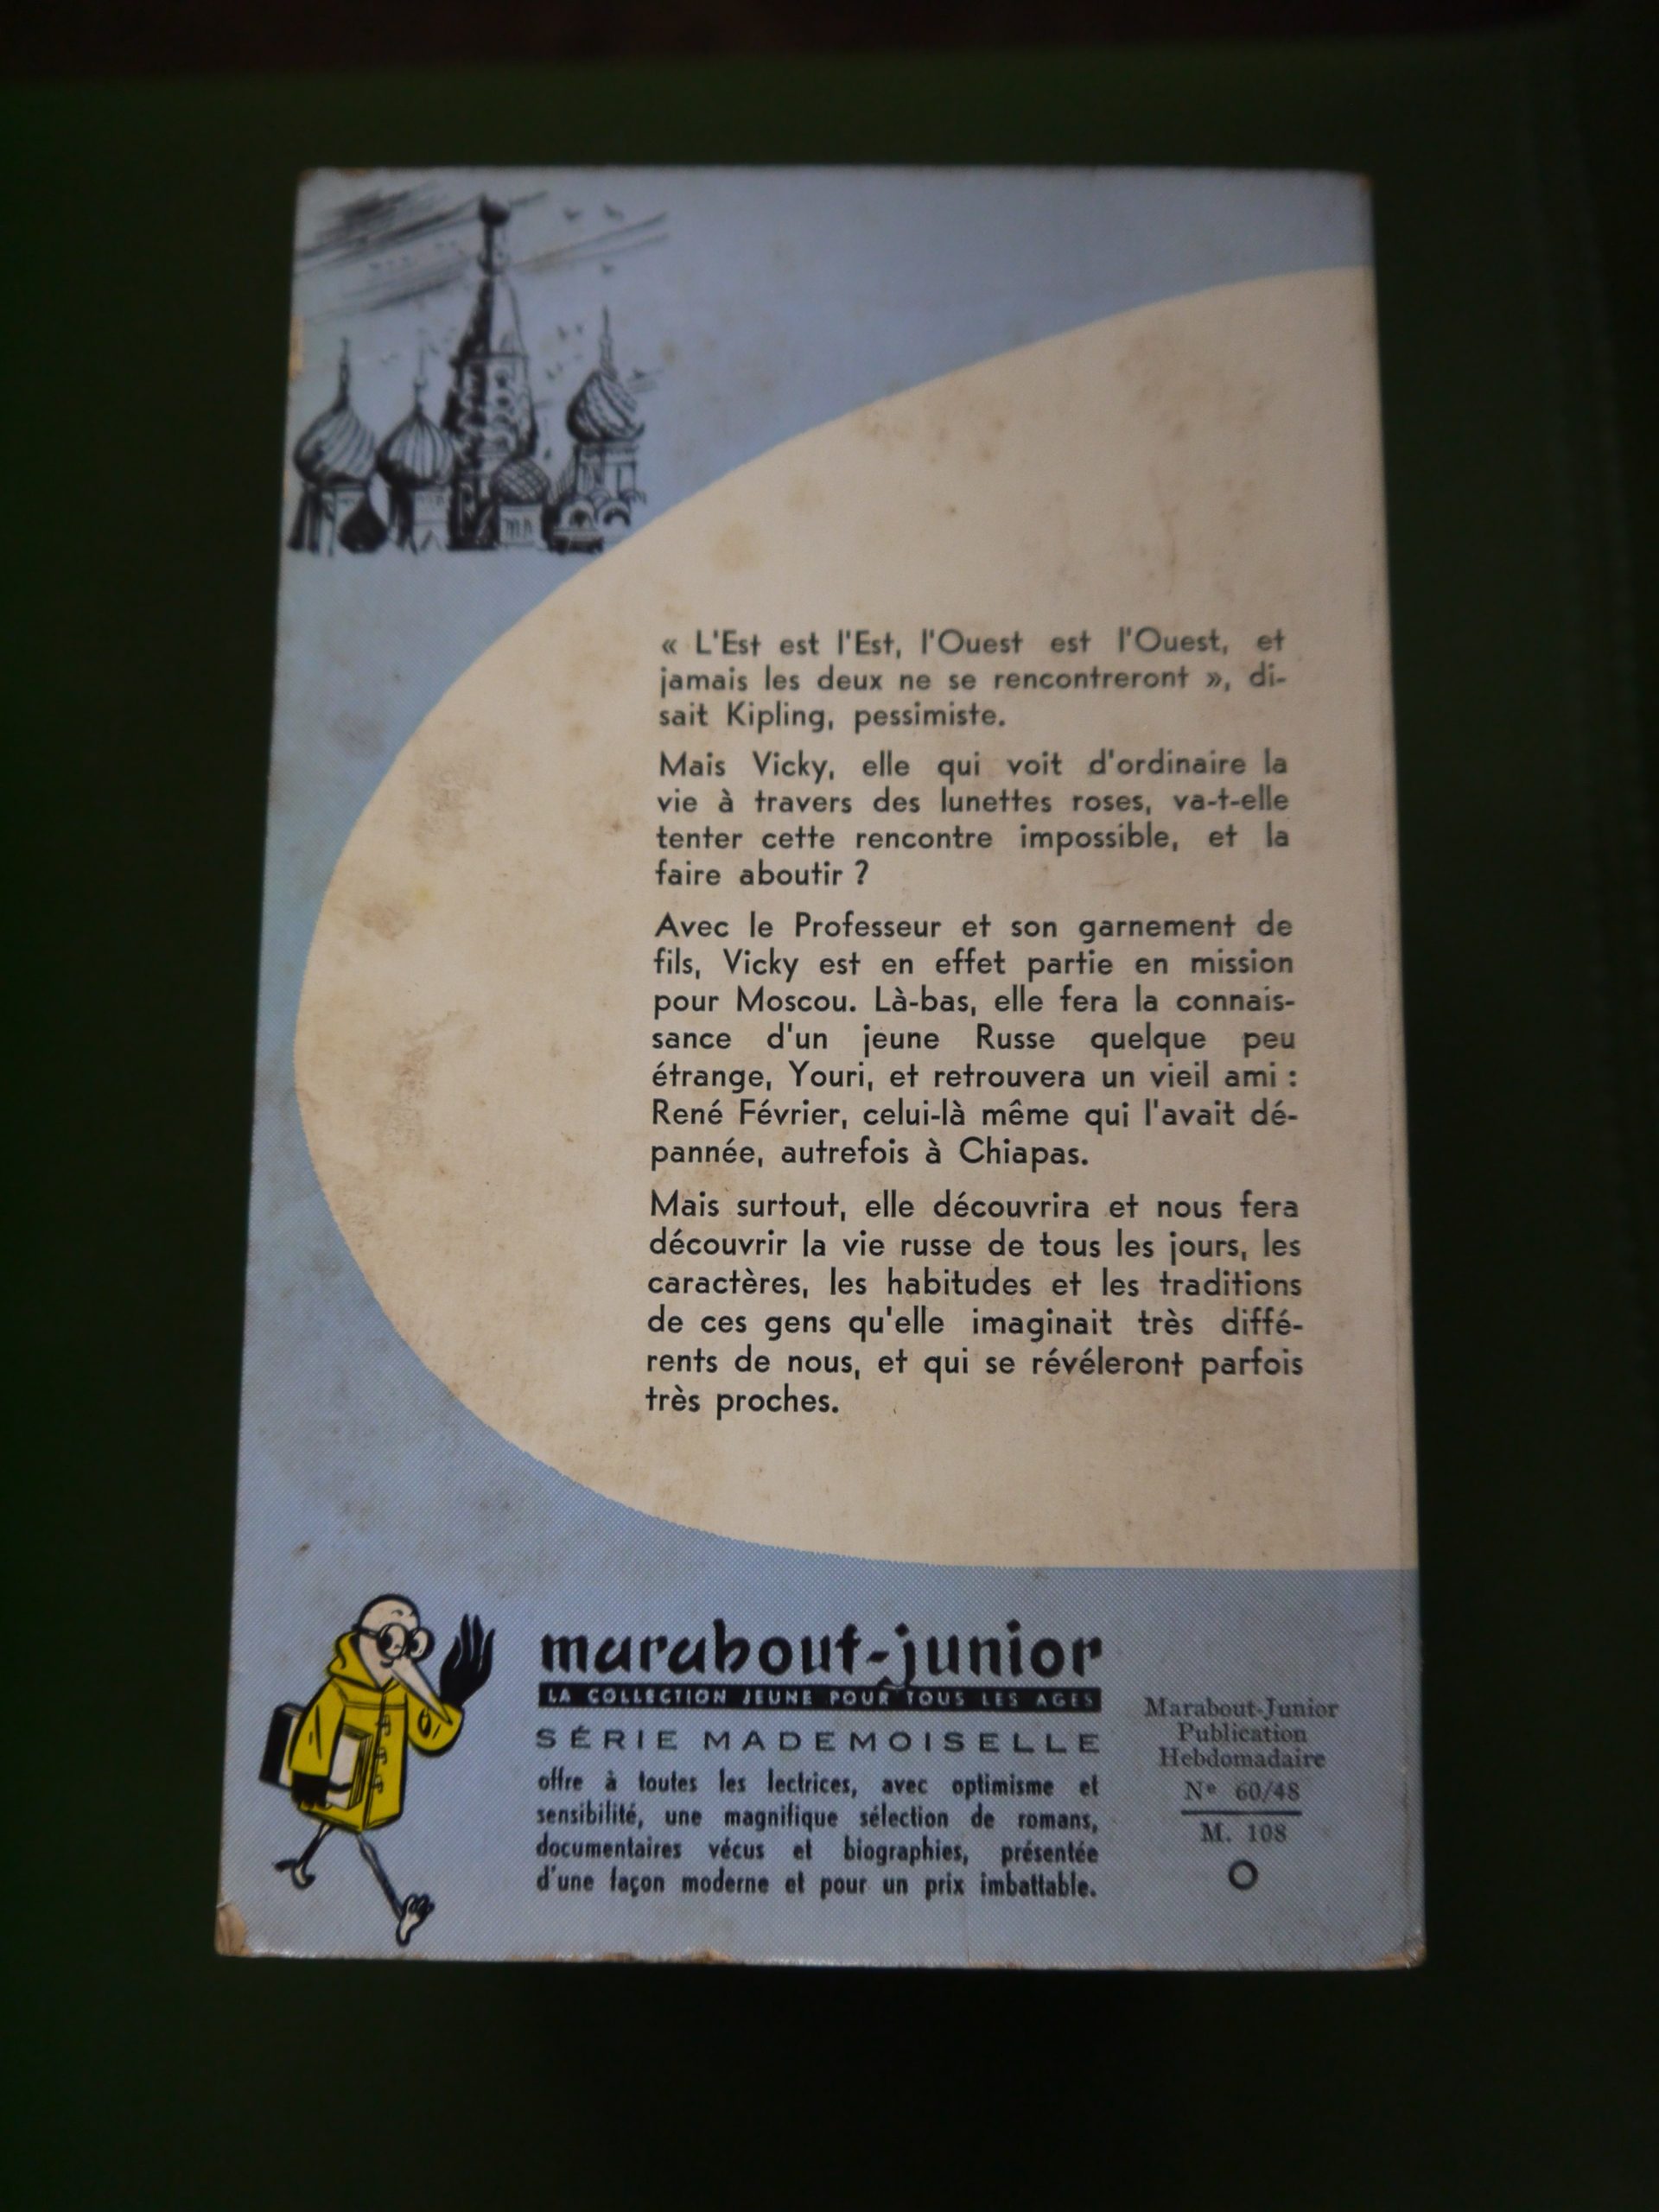 « L'Est est l'Est, l'Ouest est l'Ouest, et
jamais les deux ne se rencontreront », di-
sait Kipling, pessimiste.
Mais Vicky, elle qui voit d'ordinaire la
vie à travers des lunettes roses, va-t-elle
tenter cette rencontre impossible, et la
faire aboutir ?
Avec le Professeur et son garnement de
fils, Vicky est en effet partie en mission
pour Moscou. Là-bas, elle fera la connais-
sance d'un jeune Russe quelque peu
étrange, Youri, et retrouvera un vieil ami :
René Février, celui-là même qui l'avait dé-
pannée, autrefois à Chiapas.
Mais surtout, elle découvrira et nous fera
découvrir la vie russe de tous les jours, les
caractères, les habitudes et les traditions
de ces gens qu'elle imaginait très diffé-
rents de nous, et qui se révéleront parfois
très proches.
marabout-junior
LA COLLECTION JEUNE POUR TOUS LES AGES
SÉRIE MADEMOISELLE
offre à toutes les lectrices, avec optimisme et
sensibilité, une magnifique sélection de romans,
documentaires vécus et biographies, présentée
d'une façon moderne et pour un prix imbattable.
Marabout-Junior
Publication
Hebdomadaire
Nº 60/48
M. 108